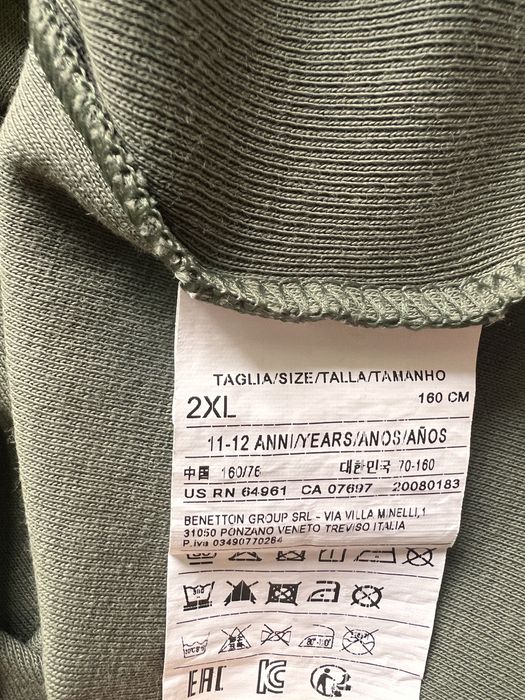 TAGLIA/SIZE/TALLA/TAMANHO
2XL 160 CM
11-12 ANNI/YEARS/ANOS/AÑOS
中国 160/76 대한민국 70-160
US RN 64961 CA 07697 20080183
BENETTON GROUP SRL - VIA VILLA MINELLI,1
31050 PONZANO VENETO TREVISO ITALIA
P.iva 03490770264
EAC KC